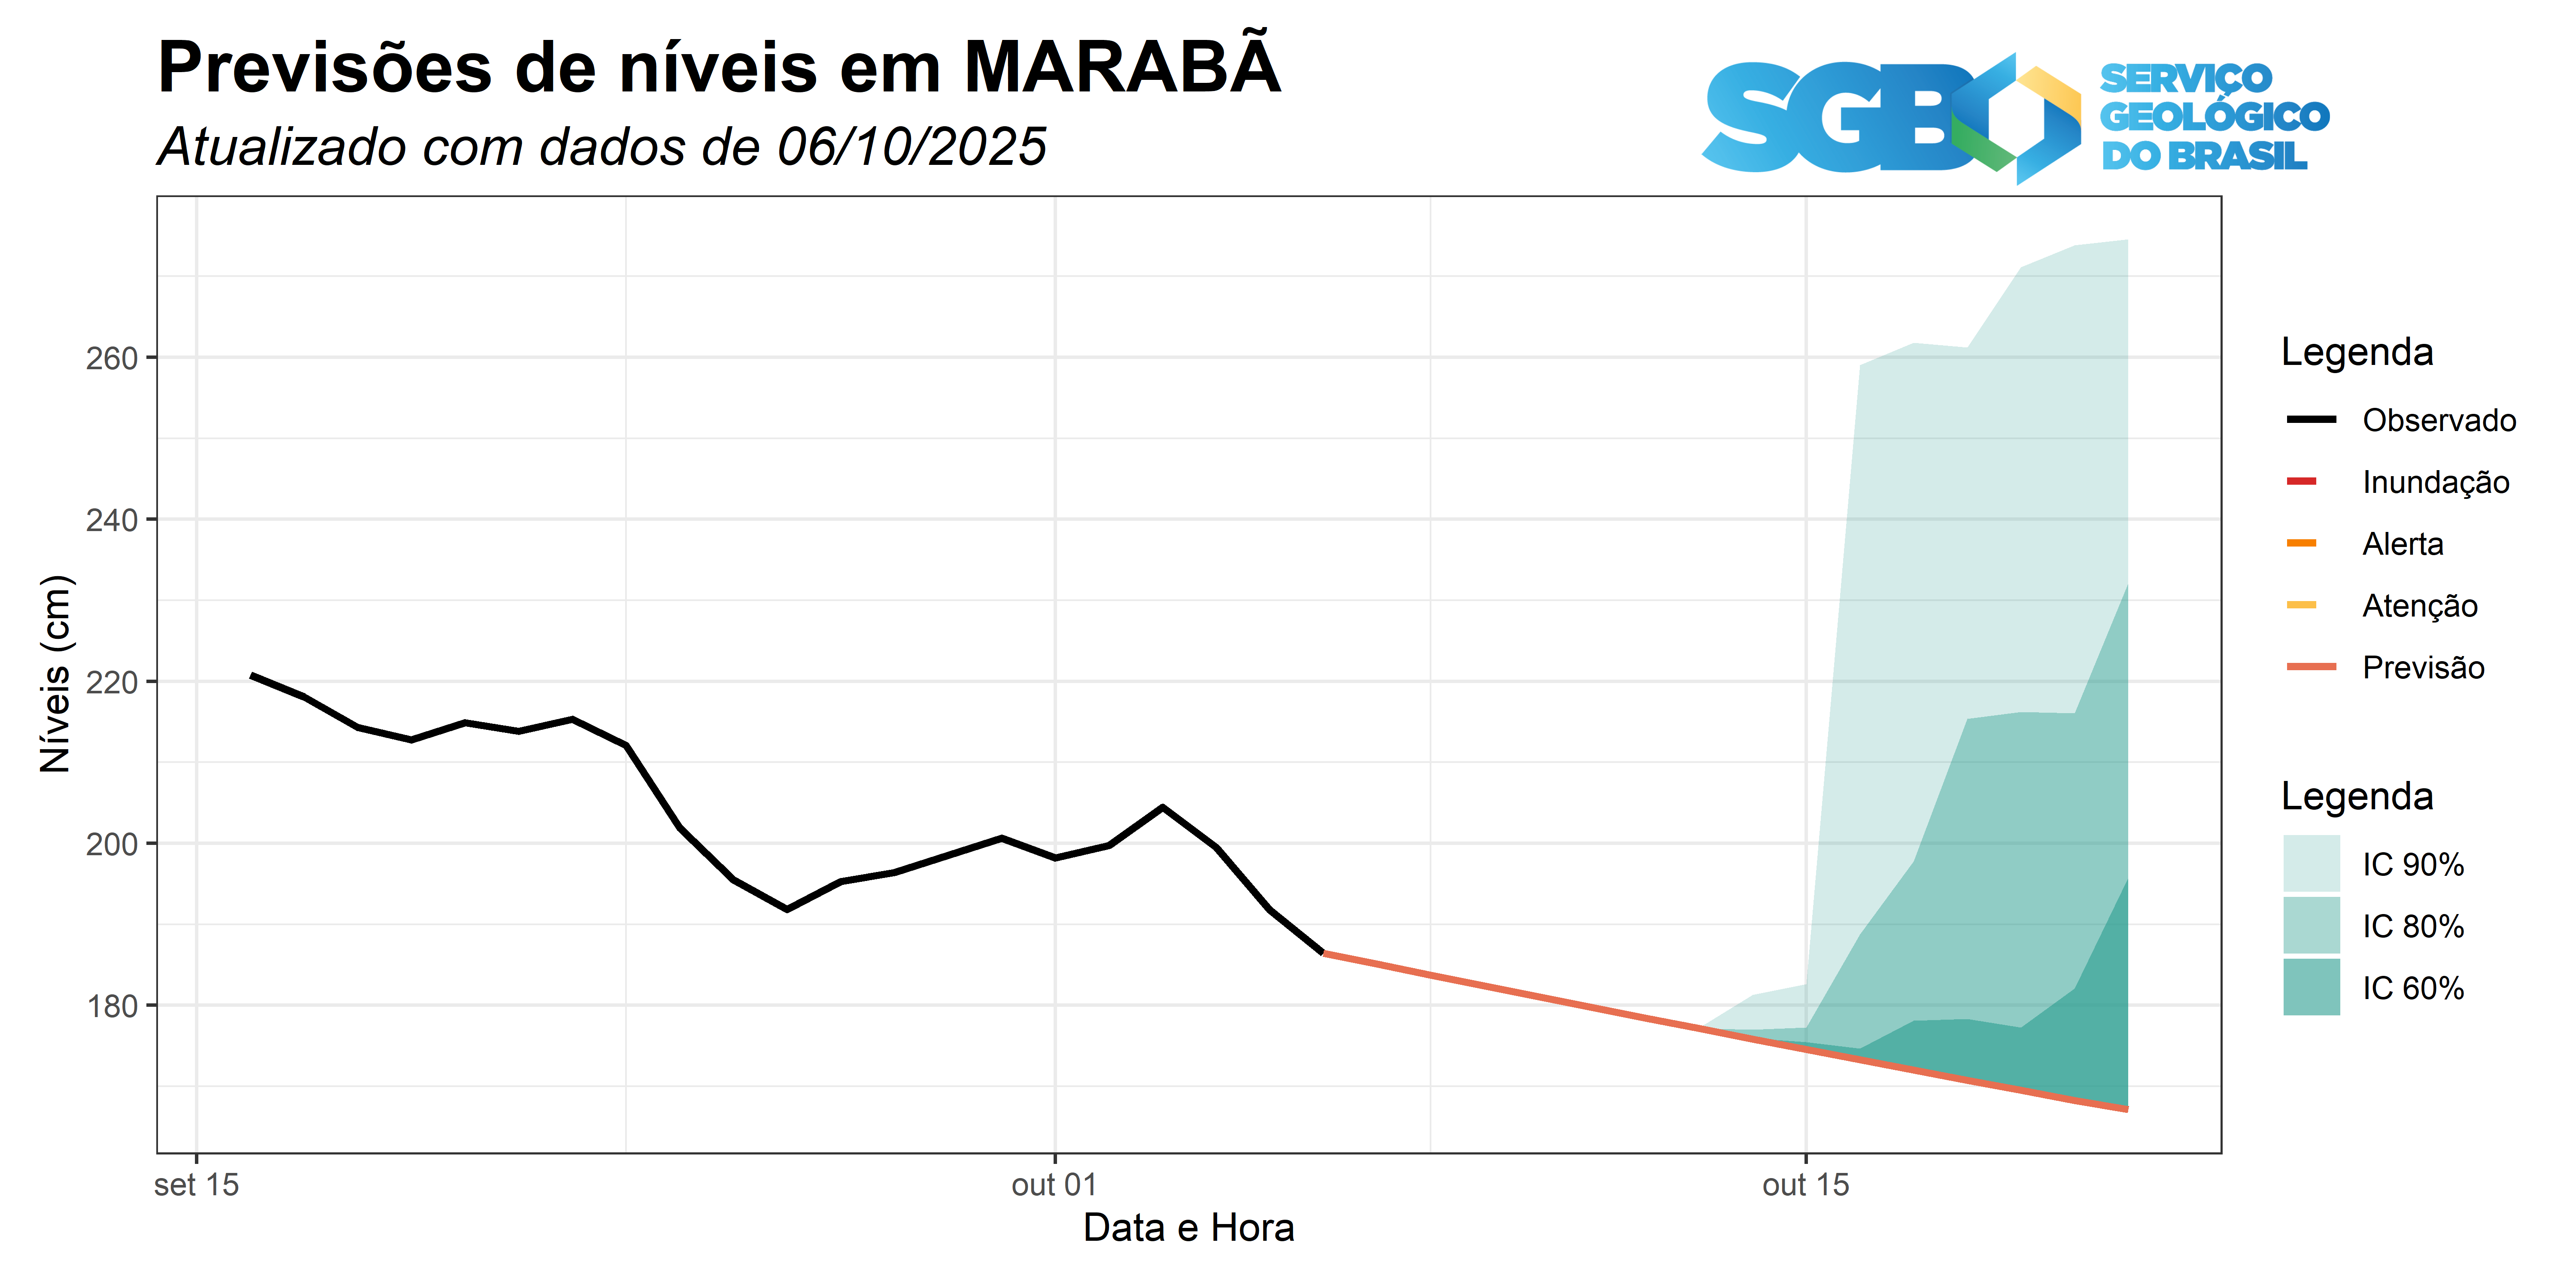 Previsões de níveis em MARABÃ
Atualizado com dados de 06/10/2025
SGB
SERVIÇO
GEOLÓGICO
DO BRASIL
Níveis (cm)
260
240
220
200
180
set 15
out 01
out 15
Data e Hora
Legenda
Observado
Inundação
Alerta
Atenção
Previsão
Legenda
IC 90%
IC 80%
IC 60%